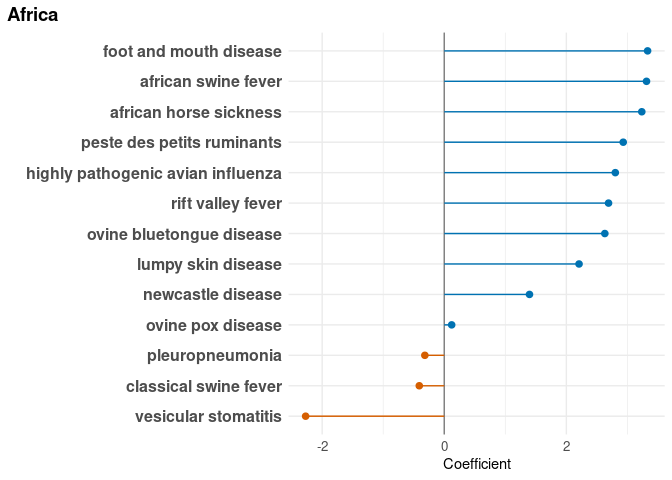 Africa
foot and mouth disease
african swine fever
african horse sickness
peste des petits ruminants
highly pathogenic avian influenza
rift valley fever
ovine bluetongue disease
lumpy skin disease
newcastle disease
ovine pox disease
pleuropneumonia
classical swine fever
vesicular stomatitis
-2 0 2
Coefficient